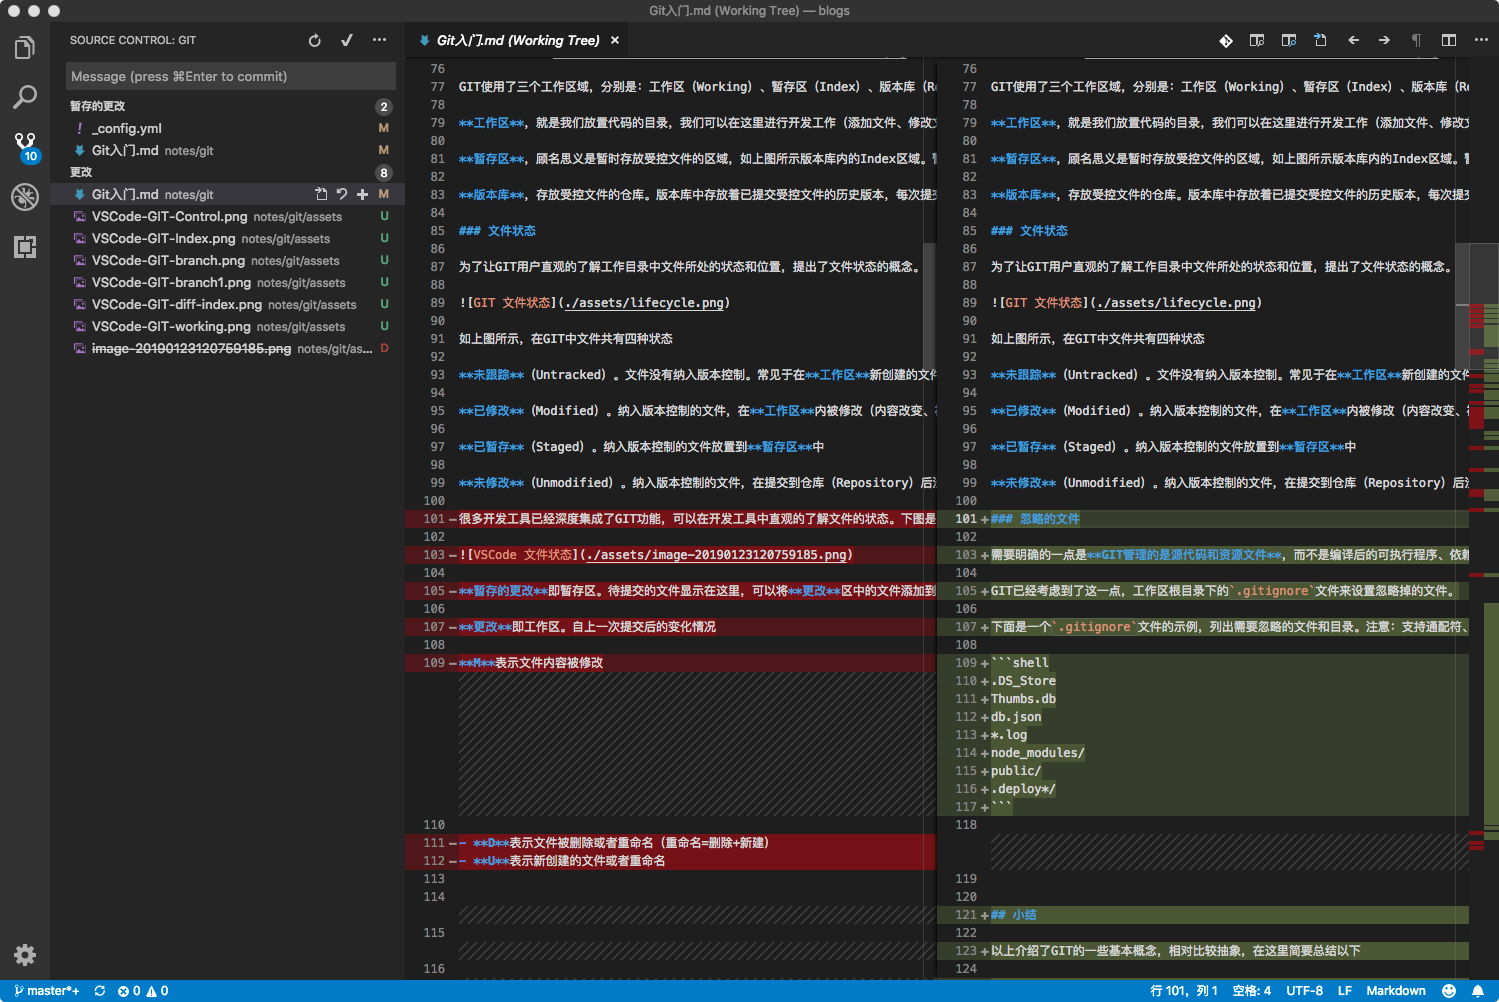 Git入门.md (Working Tree) — blogs
SOURCE CONTROL: GIT
Git入门.md (Working Tree) ×
Message (press ⌘Enter to commit)
暂存的更改 2
! _config.yml M
Git入门.md notes/git M
更改 8
Git入门.md notes/git M
VSCode-GIT-Control.png notes/git/assets U
VSCode-GIT-Index.png notes/git/assets U
VSCode-GIT-branch.png notes/git/assets U
VSCode-GIT-branch1.png notes/git/assets U
VSCode-GIT-diff-index.png notes/git/assets U
VSCode-GIT-working.png notes/git/assets U
image-20190123120759185.png notes/git/as... D
10
76
77 GIT使用了三个工作区域，分别是：工作区（Working）、暂存区（Index）、版本库（Re
78
79 **工作区**，就是我们放置代码的目录，我们可以在这里进行开发工作（添加文件、修改文
80
81 **暂存区**，顾名思义是暂时存放受控文件的区域，如上图所示版本库内的Index区域。暂
82
83 **版本库**，存放受控文件的仓库。版本库中存放着已提交受控文件的历史版本，每次提交
84
85 ### 文件状态
86
87 为了让GIT用户直观的了解工作目录中文件所处的状态和位置，提出了文件状态的概念。
88
89 ![GIT 文件状态](./assets/lifecycle.png)
90
91 如上图所示，在GIT中文件共有四种状态
92
93 **未跟踪**（Untracked）。文件没有纳入版本控制。常见于在**工作区**新创建的文件
94
95 **已修改**（Modified）。纳入版本控制的文件，在**工作区**内被修改（内容改变、
96
97 **已暂存**（Staged）。纳入版本控制的文件放置到**暂存区**中
98
99 **未修改**（Unmodified）。纳入版本控制的文件，在提交到仓库（Repository）后
100
101 —很多开发工具已经深度集成了GIT功能，可以在开发工具中直观的了解文件的状态。下图是
102
103 —![VSCode 文件状态](./assets/image-20190123120759185.png)
104
105 —**暂存的更改**即暂存区。待提交的文件显示在这里，可以将**更改**区中的文件添加到
106
107 —**更改**即工作区。自上一次提交后的变化情况
108
109 —**M**表示文件内容被修改
110
111 —- **D**表示文件被删除或者重命名（重命名=删除+新建）
112 —- **U**表示新创建的文件或者重命名
113
114
115
116
76
77 GIT使用了三个工作区域，分别是：工作区（Working）、暂存区（Index）、版本库（Re
78
79 **工作区**，就是我们放置代码的目录，我们可以在这里进行开发工作（添加文件、修改文
80
81 **暂存区**，顾名思义是暂时存放受控文件的区域，如上图所示版本库内的Index区域。暂
82
83 **版本库**，存放受控文件的仓库。版本库中存放着已提交受控文件的历史版本，每次提交
84
85 ### 文件状态
86
87 为了让GIT用户直观的了解工作目录中文件所处的状态和位置，提出了文件状态的概念。
88
89 ![GIT 文件状态](./assets/lifecycle.png)
90
91 如上图所示，在GIT中文件共有四种状态
92
93 **未跟踪**（Untracked）。文件没有纳入版本控制。常见于在**工作区**新创建的文件
94
95 **已修改**（Modified）。纳入版本控制的文件，在**工作区**内被修改（内容改变、
96
97 **已暂存**（Staged）。纳入版本控制的文件放置到**暂存区**中
98
99 **未修改**（Unmodified）。纳入版本控制的文件，在提交到仓库（Repository）后
100
101 +### 忽略的文件
102
103 +需要明确的一点是**GIT管理的是源代码和资源文件**，而不是编译后的可执行程序、依赖
104
105 +GIT已经考虑到了这一点，工作区根目录下的`.gitignore`文件来设置忽略掉的文件。
106
107 +下面是一个`.gitignore`文件的示例，列出需要忽略的文件和目录。注意：支持通配符、
108
109 +```shell
110 +.DS_Store
111 +Thumbs.db
112 +db.json
113 +*.log
114 +node_modules/
115 +public/
116 +.deploy*/
117 +```
118
119
120
121 +## 小结
122
123 +以上介绍了GIT的一些基本概念，相对比较抽象，在这里简要总结以下
124
master*+ 0 0 行 101，列 1 空格: 4 UTF-8 LF Markdown